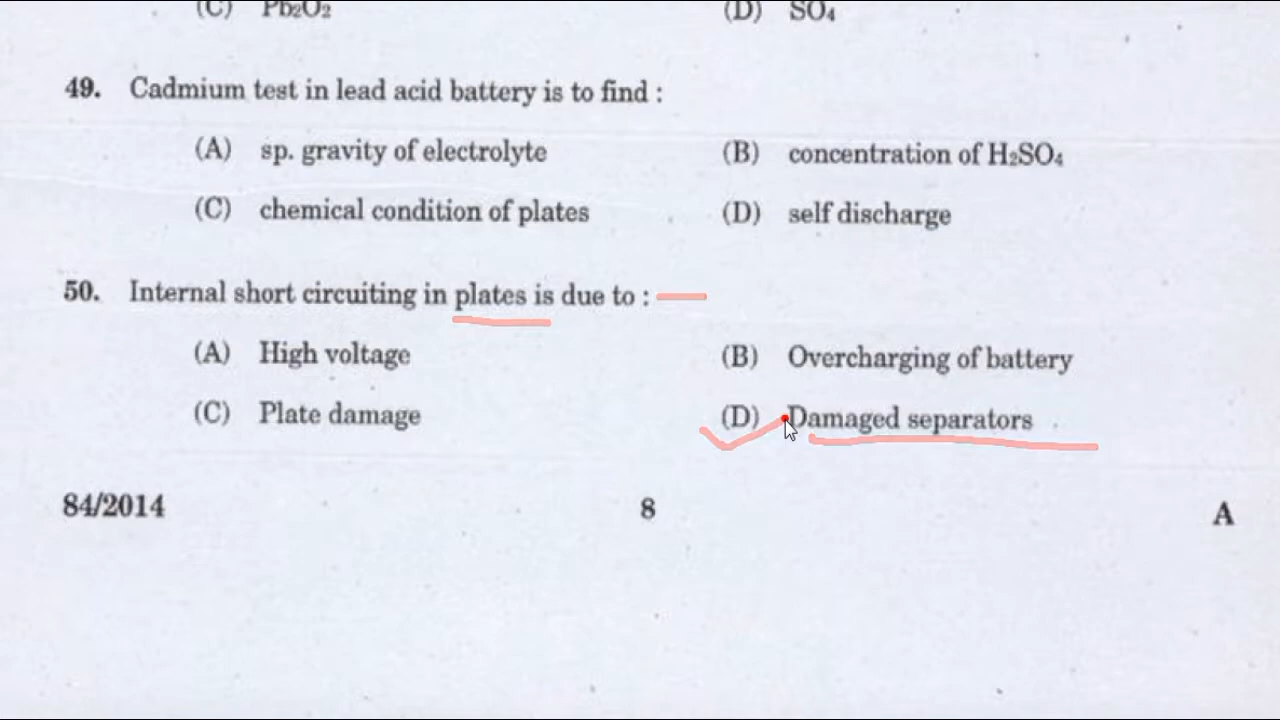 (C) Pb₂O₂ (D) SO₄
49. Cadmium test in lead acid battery is to find :
(A) sp. gravity of electrolyte (B) concentration of H₂SO₄
(C) chemical condition of plates (D) self discharge
50. Internal short circuiting in plates is due to :
(A) High voltage (B) Overcharging of battery
(C) Plate damage (D) Damaged separators
84/2014 8 A